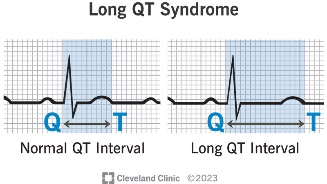 Long QT Syndrome
Q T Q T
Normal QT Interval Long QT Interval
Cleveland Clinic ©2023